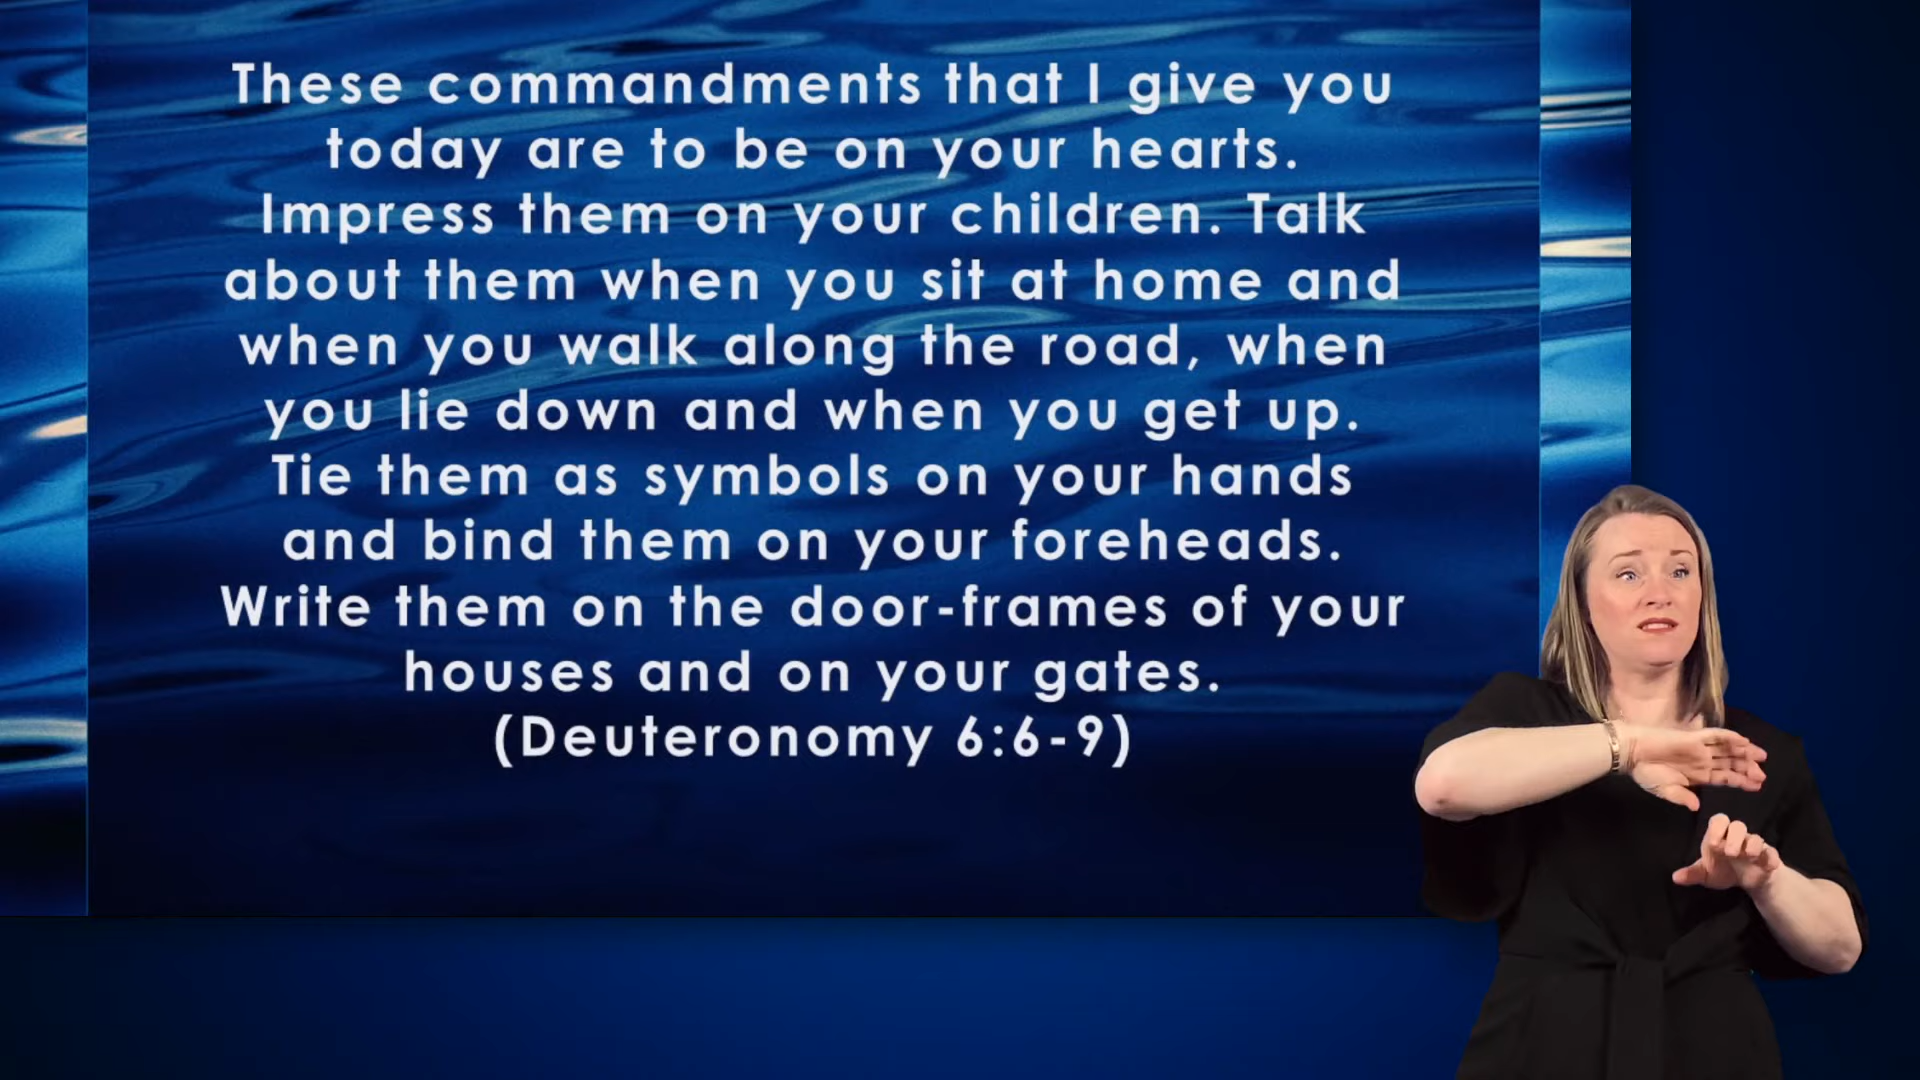 These commandments that I give you
today are to be on your hearts.
Impress them on your children. Talk
about them when you sit at home and
when you walk along the road, when
you lie down and when you get up.
Tie them as symbols on your hands
and bind them on your foreheads.
Write them on the door-frames of your
houses and on your gates.
(Deuteronomy 6:6-9)